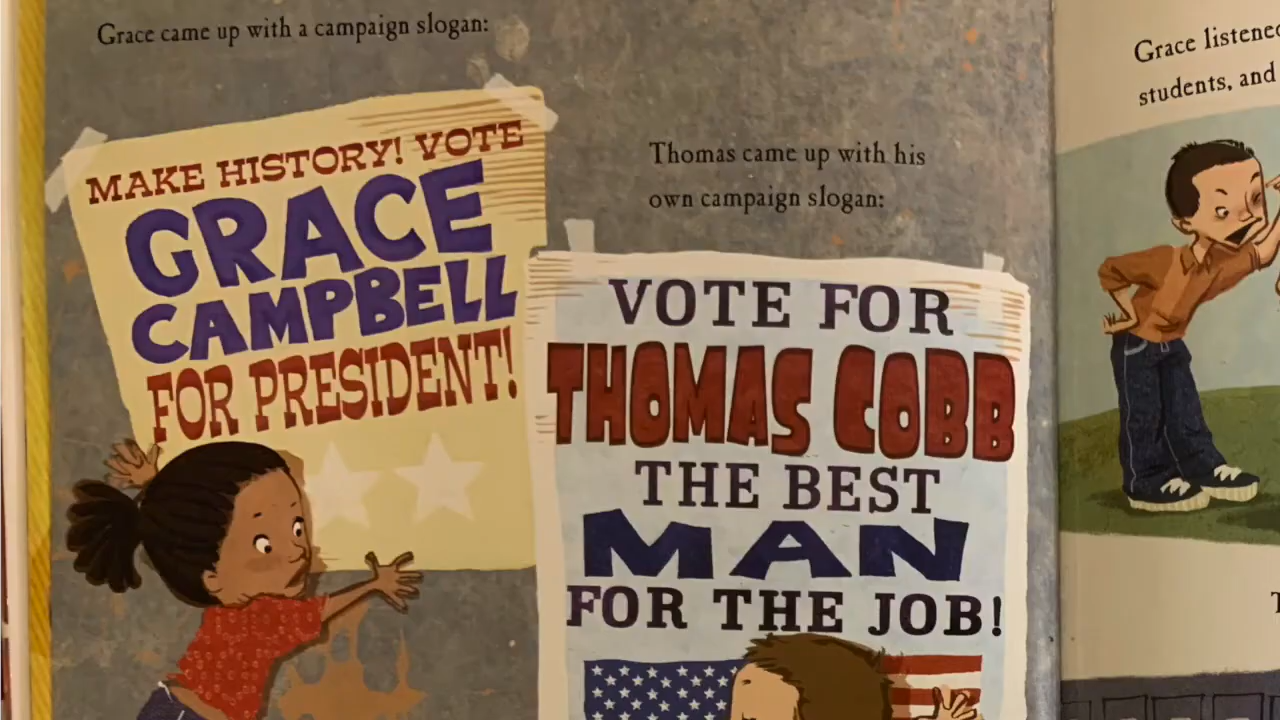 Grace came up with a campaign slogan:
MAKE HISTORY! VOTE
GRACE
CAMPBELL
FOR PRESIDENT!
Thomas came up with his
own campaign slogan:
VOTE FOR
THOMAS COBB
THE BEST
MAN
FOR THE JOB!
Grace listened
students, and